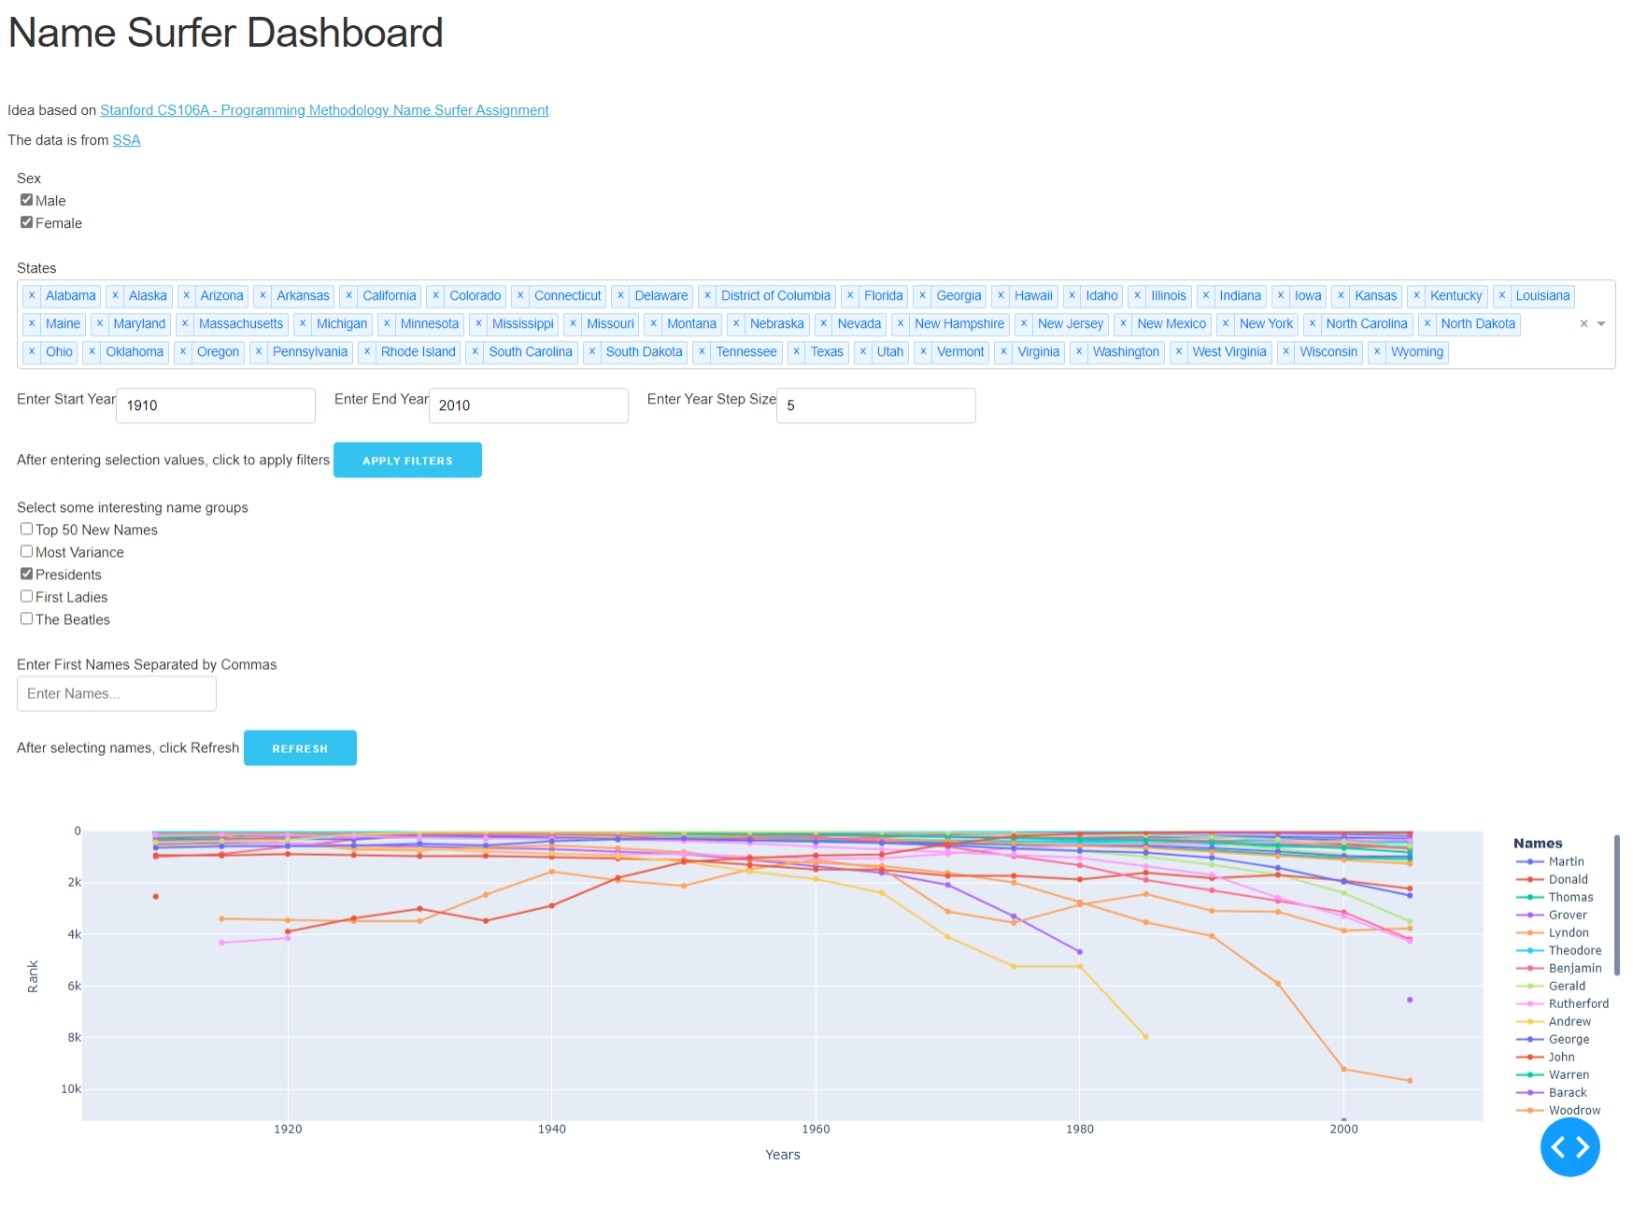 Name Surfer Dashboard
Idea based on Stanford CS106A - Programming Methodology Name Surfer Assignment
The data is from SSA
Sex
Male
Female
States
× Alabama × Alaska × Arizona × Arkansas × California × Colorado × Connecticut × Delaware × District of Columbia × Florida × Georgia × Hawaii × Idaho × Illinois × Indiana × Iowa × Kansas × Kentucky × Louisiana
× Maine × Maryland × Massachusetts × Michigan × Minnesota × Mississippi × Missouri × Montana × Nebraska × Nevada × New Hampshire × New Jersey × New Mexico × New York × North Carolina × North Dakota ×
× Ohio × Oklahoma × Oregon × Pennsylvania × Rhode Island × South Carolina × South Dakota × Tennessee × Texas × Utah × Vermont × Virginia × Washington × West Virginia × Wisconsin × Wyoming
Enter Start Year 1910 Enter End Year 2010 Enter Year Step Size 5
After entering selection values, click to apply filters APPLY FILTERS
Select some interesting name groups
Top 50 New Names
Most Variance
Presidents
First Ladies
The Beatles
Enter First Names Separated by Commas
Enter Names...
After selecting names, click Refresh REFRESH
0
2k
4k
6k
8k
10k
Rank
1920 1940 1960 1980 2000
Years
Names
Martin
Donald
Thomas
Grover
Lyndon
Theodore
Benjamin
Gerald
Rutherford
Andrew
George
John
Warren
Barack
Woodrow